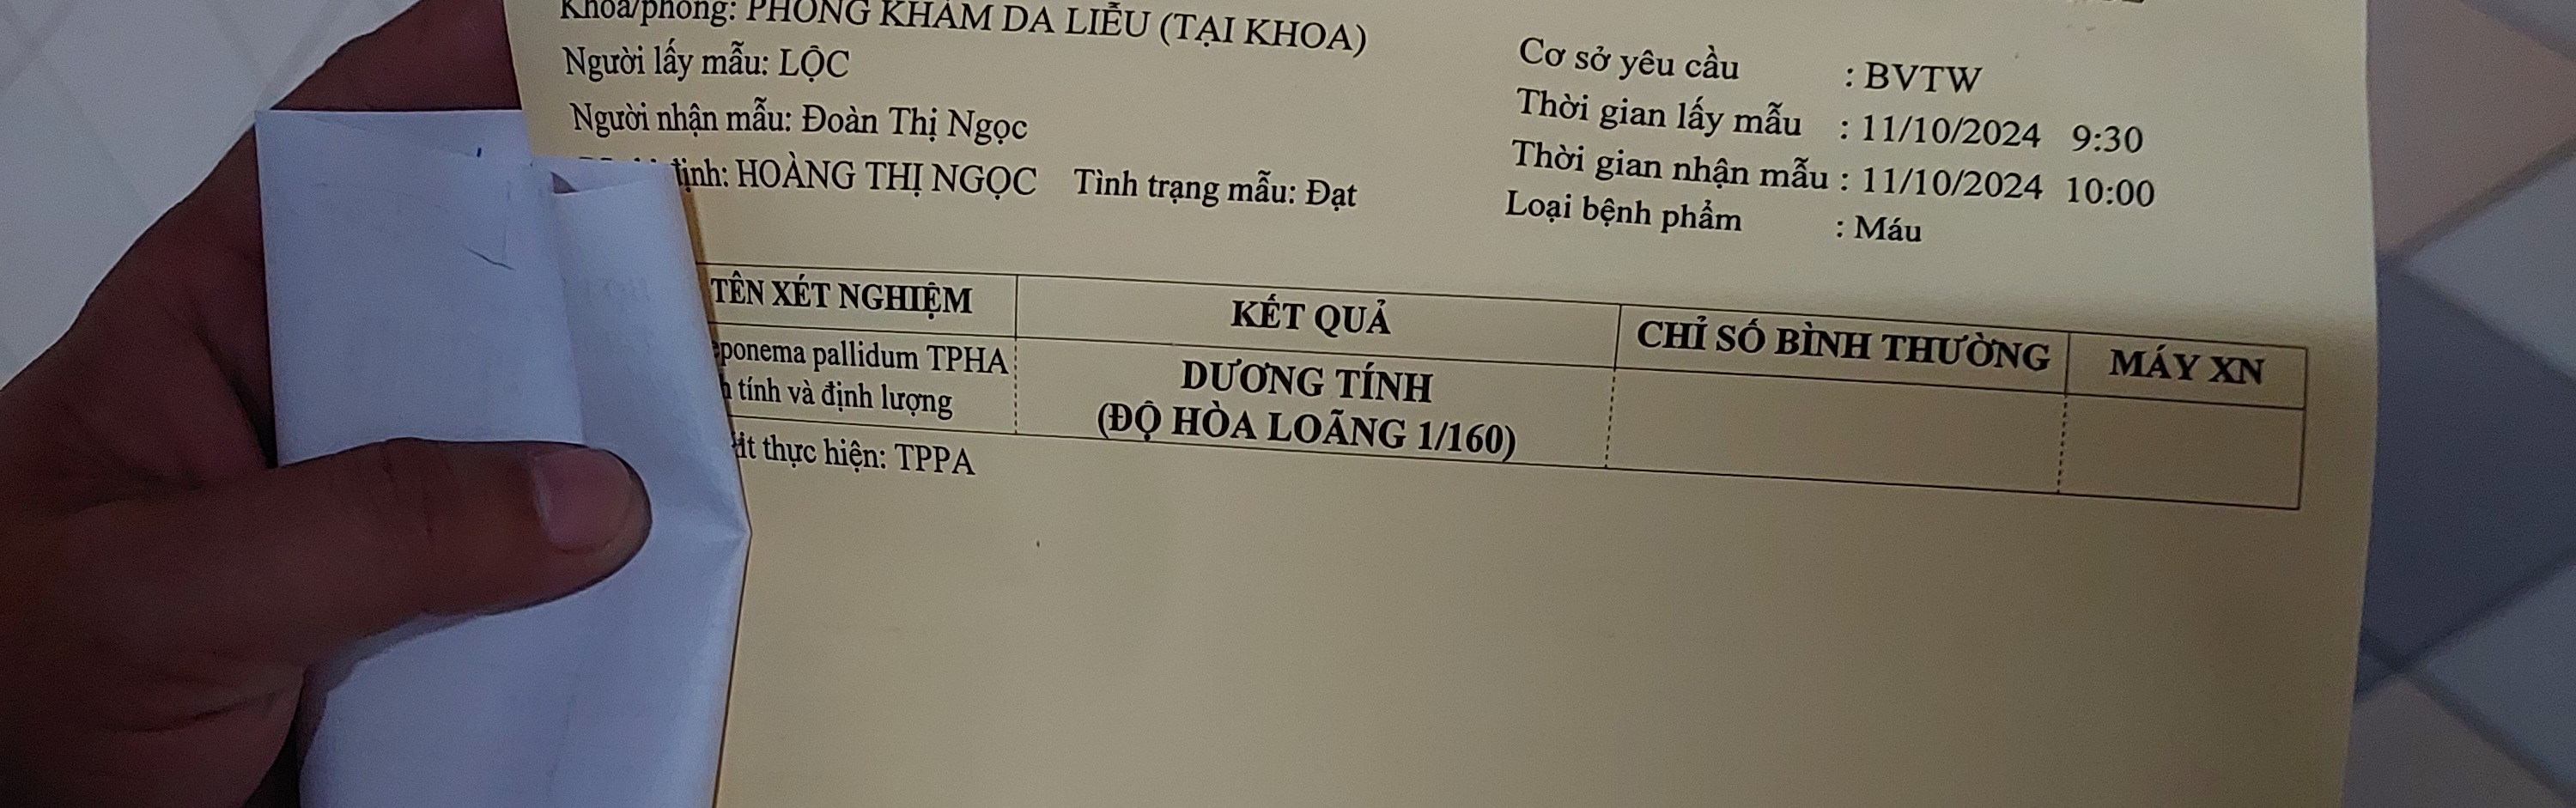 Khoa/phòng: PHÒNG KHÁM DA LIỄU (TẠI KHOA)
Người lấy mẫu: LỘC
Người nhận mẫu: Đoàn Thị Ngọc
định: HOÀNG THỊ NGỌC Tình trạng mẫu: Đạt
Cơ sở yêu cầu : BVTW
Thời gian lấy mẫu : 11/10/2024 9:30
Thời gian nhận mẫu : 11/10/2024 10:00
Loại bệnh phẩm : Máu
TÊN XÉT NGHIỆM KẾT QUẢ CHỈ SỐ BÌNH THƯỜNG MÁY XN
ponema pallidum TPHA DƯƠNG TÍNH
tính và định lượng (ĐỘ HÒA LOÃNG 1/160)
thực hiện: TPPA